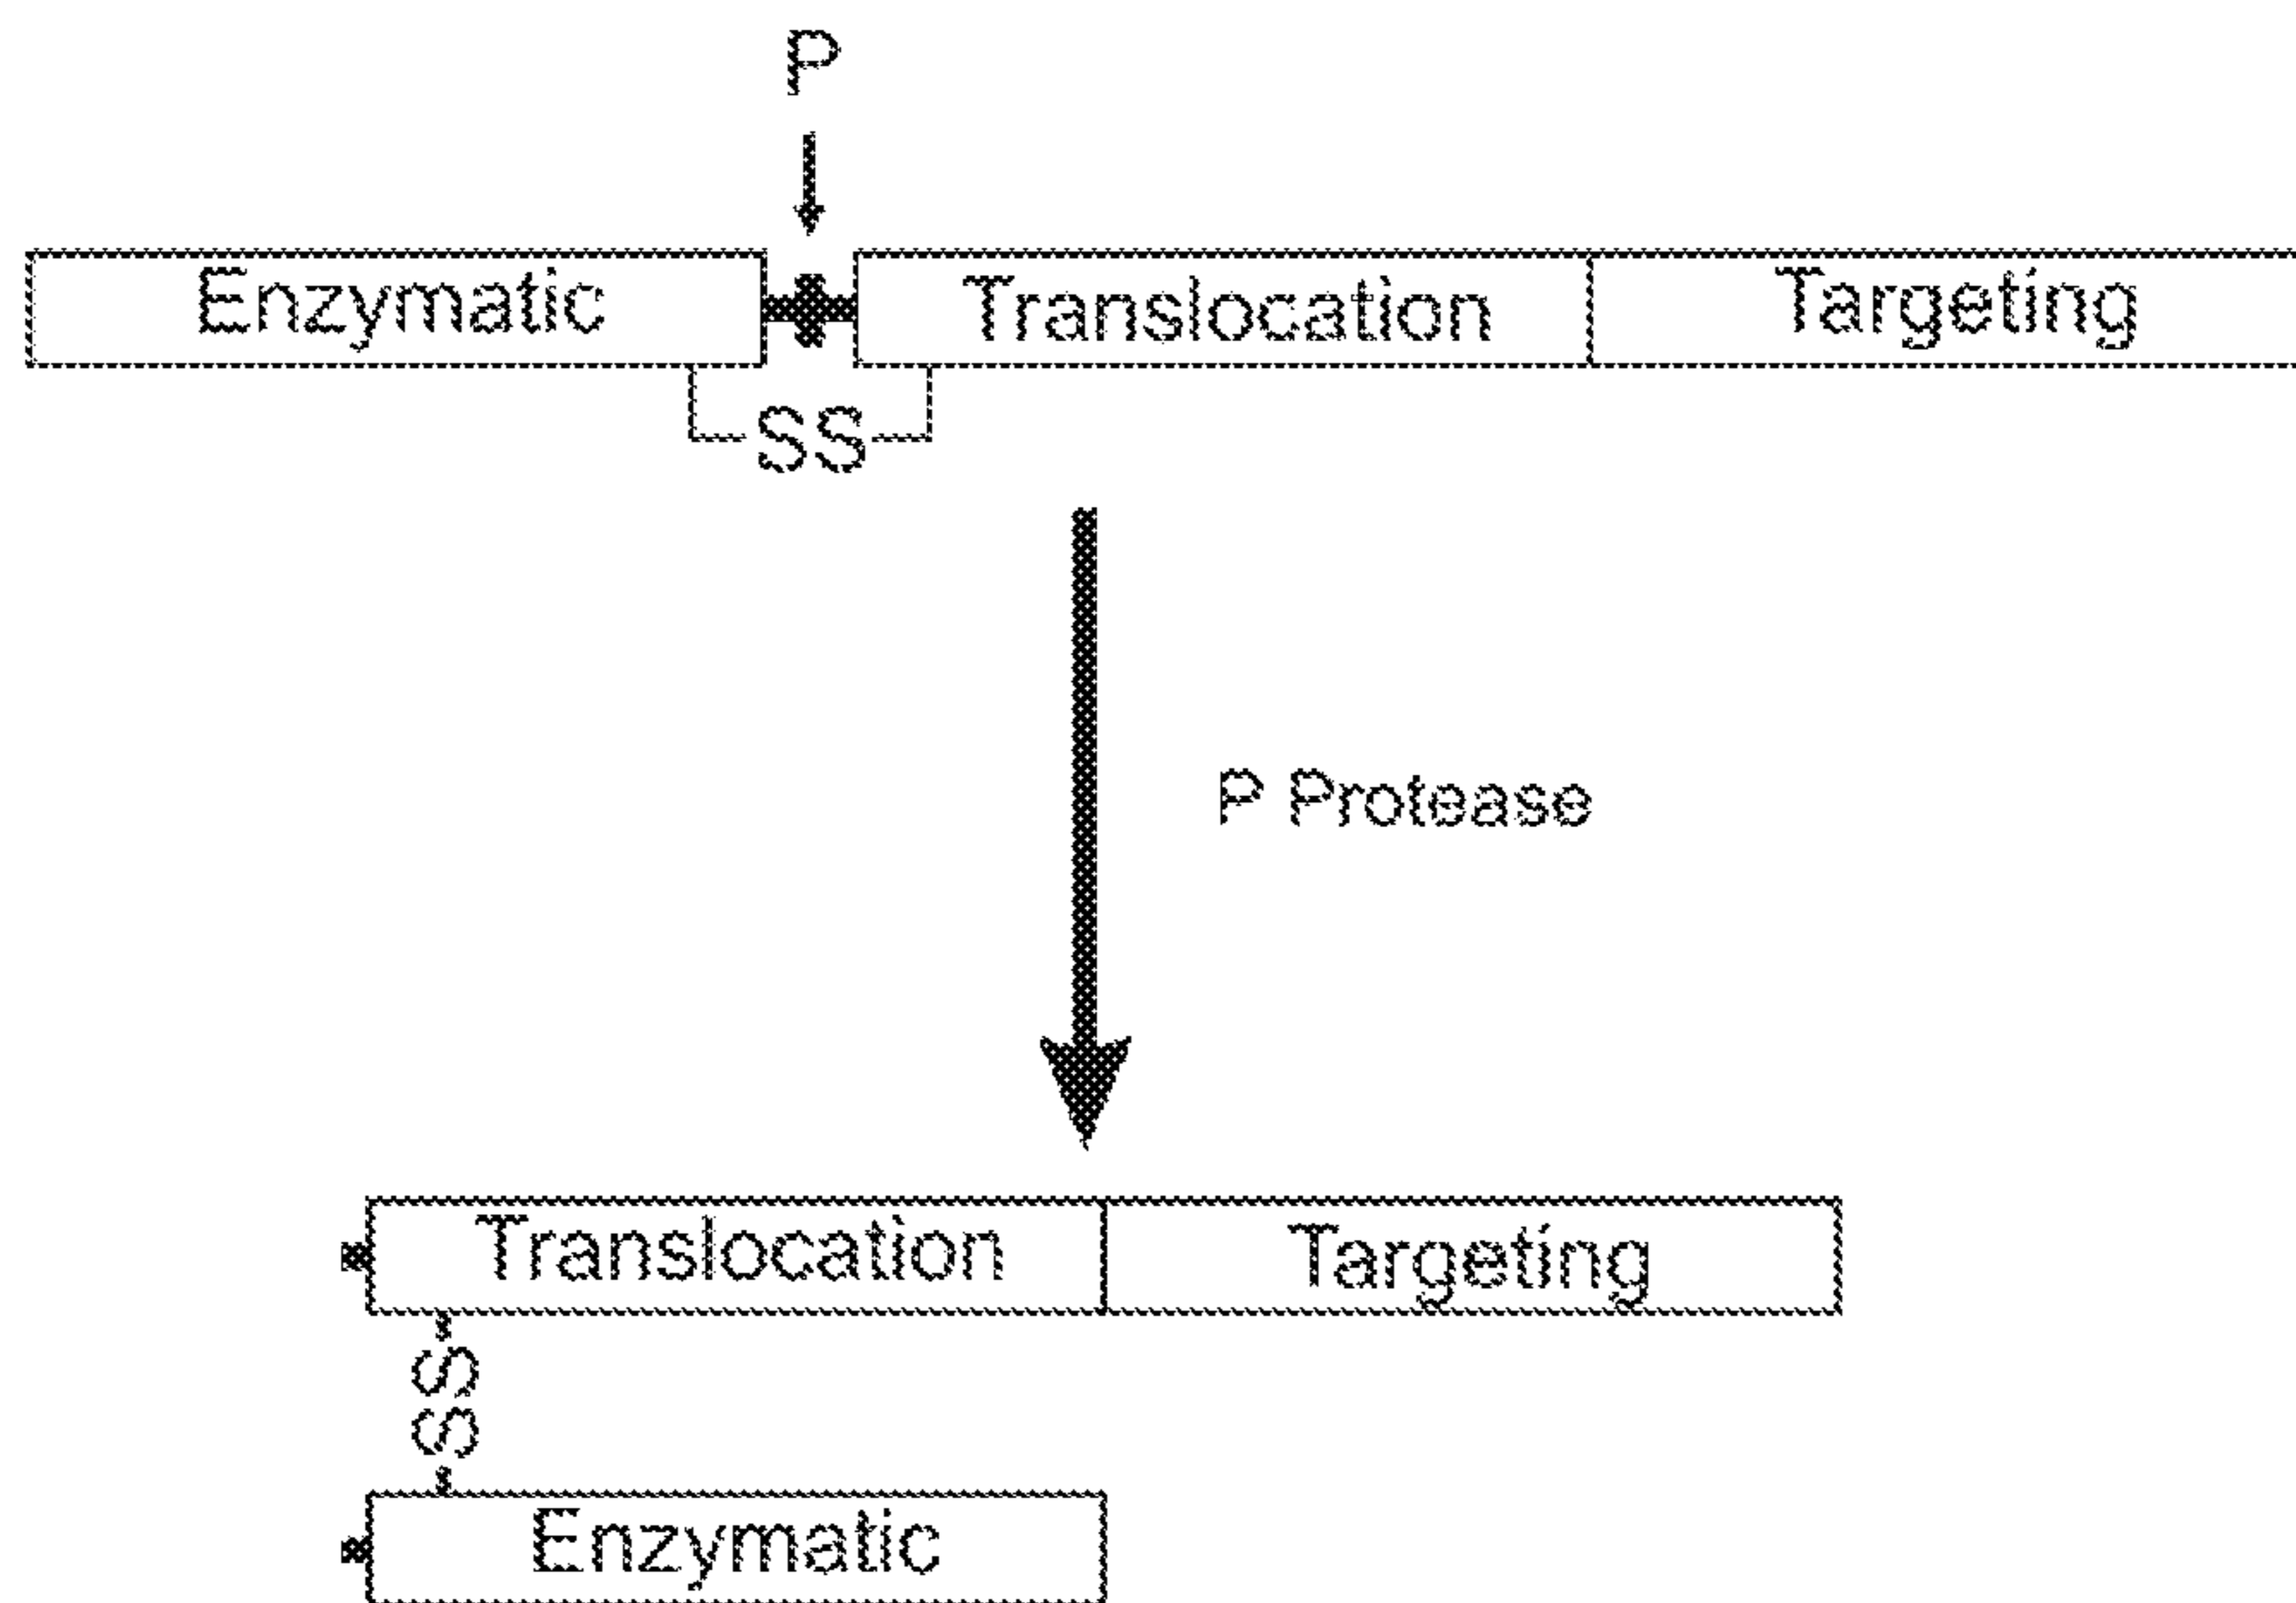 P
Enzymatic Translocation Targeting
SS
P Protease
Translocation Targeting
SS
Enzymatic